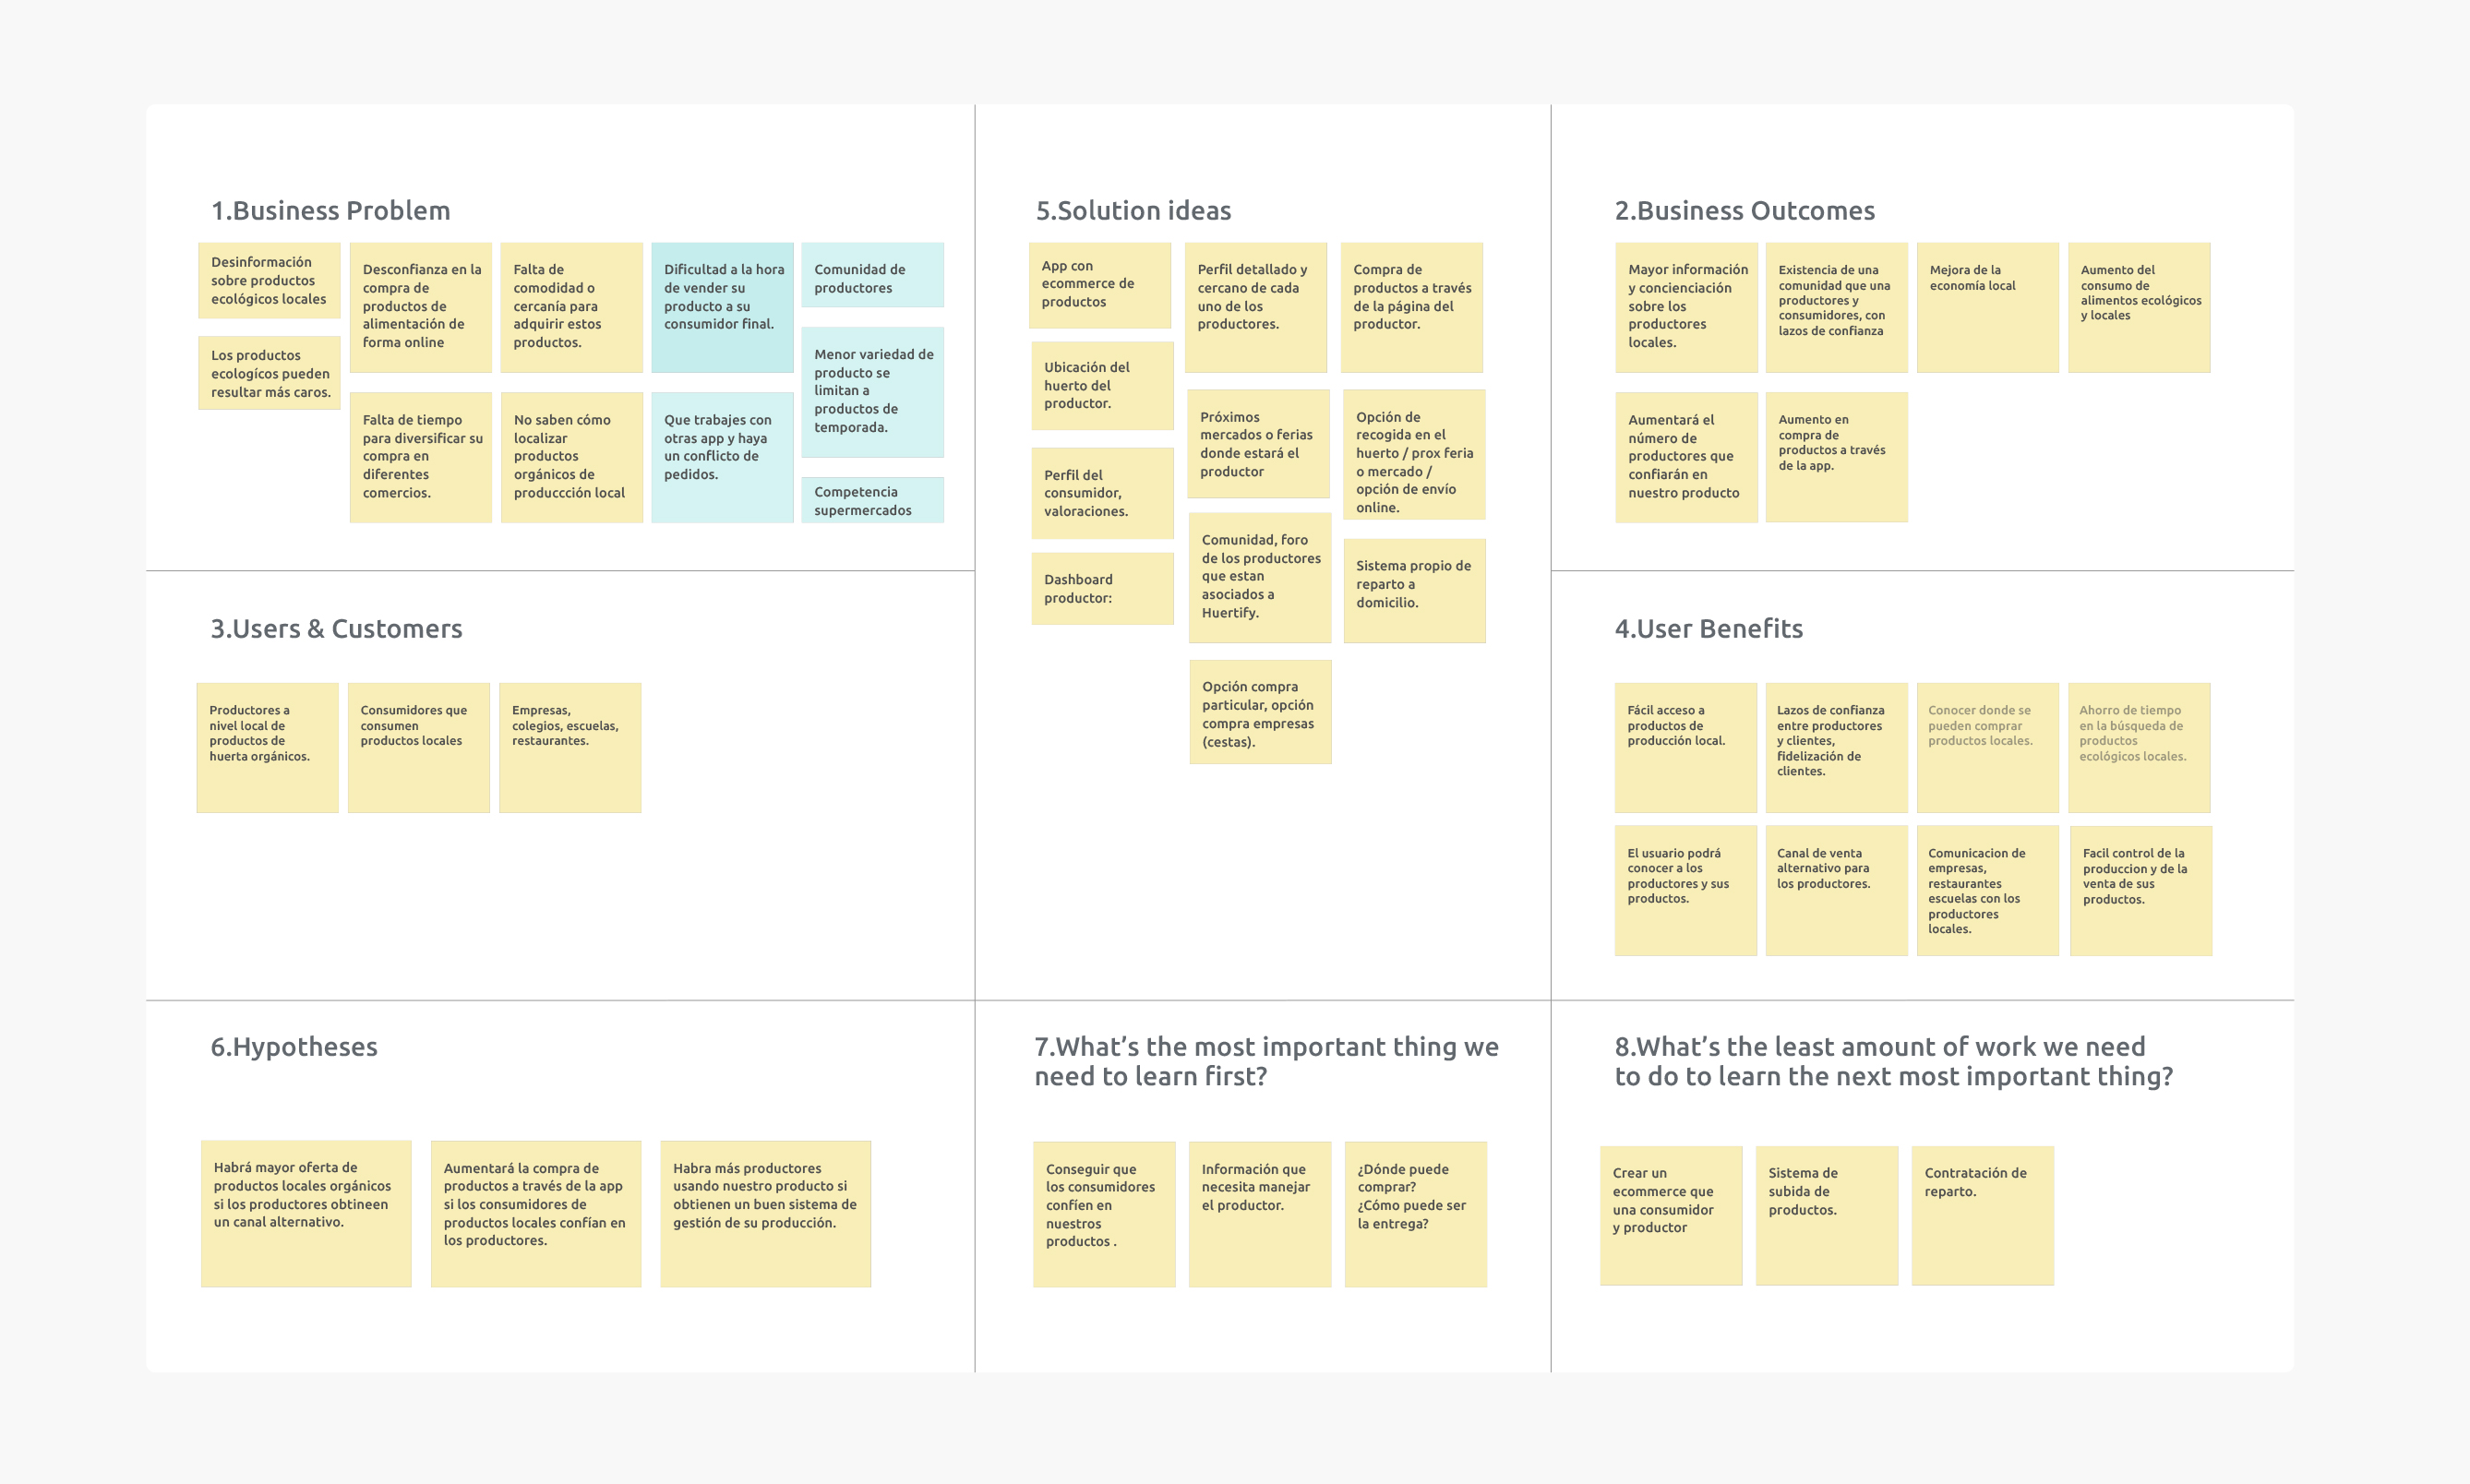 1.Business Problem
Desinformación
sobre productos
ecológicos locales
Los productos
ecologícos pueden
resultar más caros.
Desconfianza en la
compra de
productos de
alimentación de
forma online
Falta de
comodidad o
cercanía para
adquirir estos
productos.
Dificultad a la hora
de vender su
producto a su
consumidor final.
Comunidad de
productores
Menor variedad de
producto se
limitan a
productos de
temporada.
Falta de tiempo
para diversificar su
compra en
diferentes
comercios.
No saben cómo
localizar
productos
orgánicos de
produccción local
Que trabajes con
otras app y haya
un conflicto de
pedidos.
Competencia
supermercados
5.Solution ideas
App con
ecommerce de
productos
Perfil detallado y
cercano de cada
uno de los
productores.
Compra de
productos a través
de la página del
productor.
Ubicación del
huerto del
productor.
Próximos
mercados o ferias
donde estará el
productor
Opción de
recogida en el
huerto / prox feria
o mercado /
opción de envío
online.
Perfil del
consumidor,
valoraciones.
Comunidad, foro
de los productores
que estan
asociados a
Huertify.
Sistema propio de
reparto a
domicilio.
Dashboard
productor:
Opción compra
particular, opción
compra empresas
(cestas).
2.Business Outcomes
Mayor información
y concienciación
sobre los
productores
locales.
Existencia de una
comunidad que una
productores y
consumidores, con
lazos de confianza
Mejora de la
economía local
Aumento del
consumo de
alimentos ecológicos
y locales
Aumentará el
número de
productores que
confiarán en
nuestro producto
Aumento en
compra de
productos a través
de la app.
3.Users & Customers
Productores a
nivel local de
productos de
huerta orgánicos.
Consumidores que
consumen
productos locales
Empresas,
colegios, escuelas,
restaurantes.
4.User Benefits
Fácil acceso a
productos de
producción local.
Lazos de confianza
entre productores
y clientes,
fidelización de
clientes.
Conocer donde se
pueden comprar
productos locales.
Ahorro de tiempo
en la búsqueda de
productos
ecológicos locales.
El usuario podrá
conocer a los
productores y sus
productos.
Canal de venta
alternativo para
los productores.
Comunicacion de
empresas,
restaurantes
escuelas con los
productores
locales.
Facil control de la
produccion y de la
venta de sus
productos.
6.Hypotheses
Habrá mayor oferta de
productos locales orgánicos
si los productores obtineen
un canal alternativo.
Aumentará la compra de
productos a través de la app
si los consumidores de
productos locales confían en
los productores.
Habra más productores
usando nuestro producto si
obtienen un buen sistema de
gestión de su producción.
7.What’s the most important thing we
need to learn first?
Conseguir que
los consumidores
confíen en
nuestros
productos .
Información que
necesita manejar
el productor.
¿Dónde puede
comprar?
¿Cómo puede ser
la entrega?
8.What’s the least amount of work we need
to do to learn the next most important thing?
Crear un
ecommerce que
una consumidor
y productor
Sistema de
subida de
productos.
Contratación de
reparto.